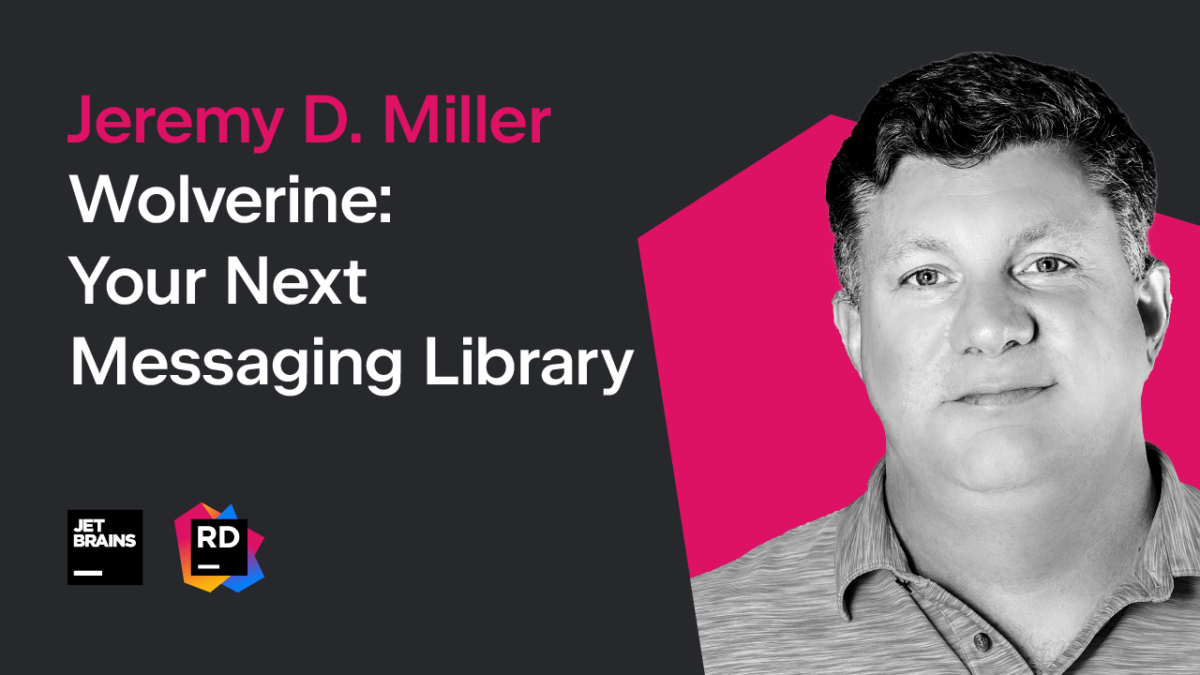 Jeremy D. Miller
Wolverine:
Your Next
Messaging Library
JET
BRAINS
RD